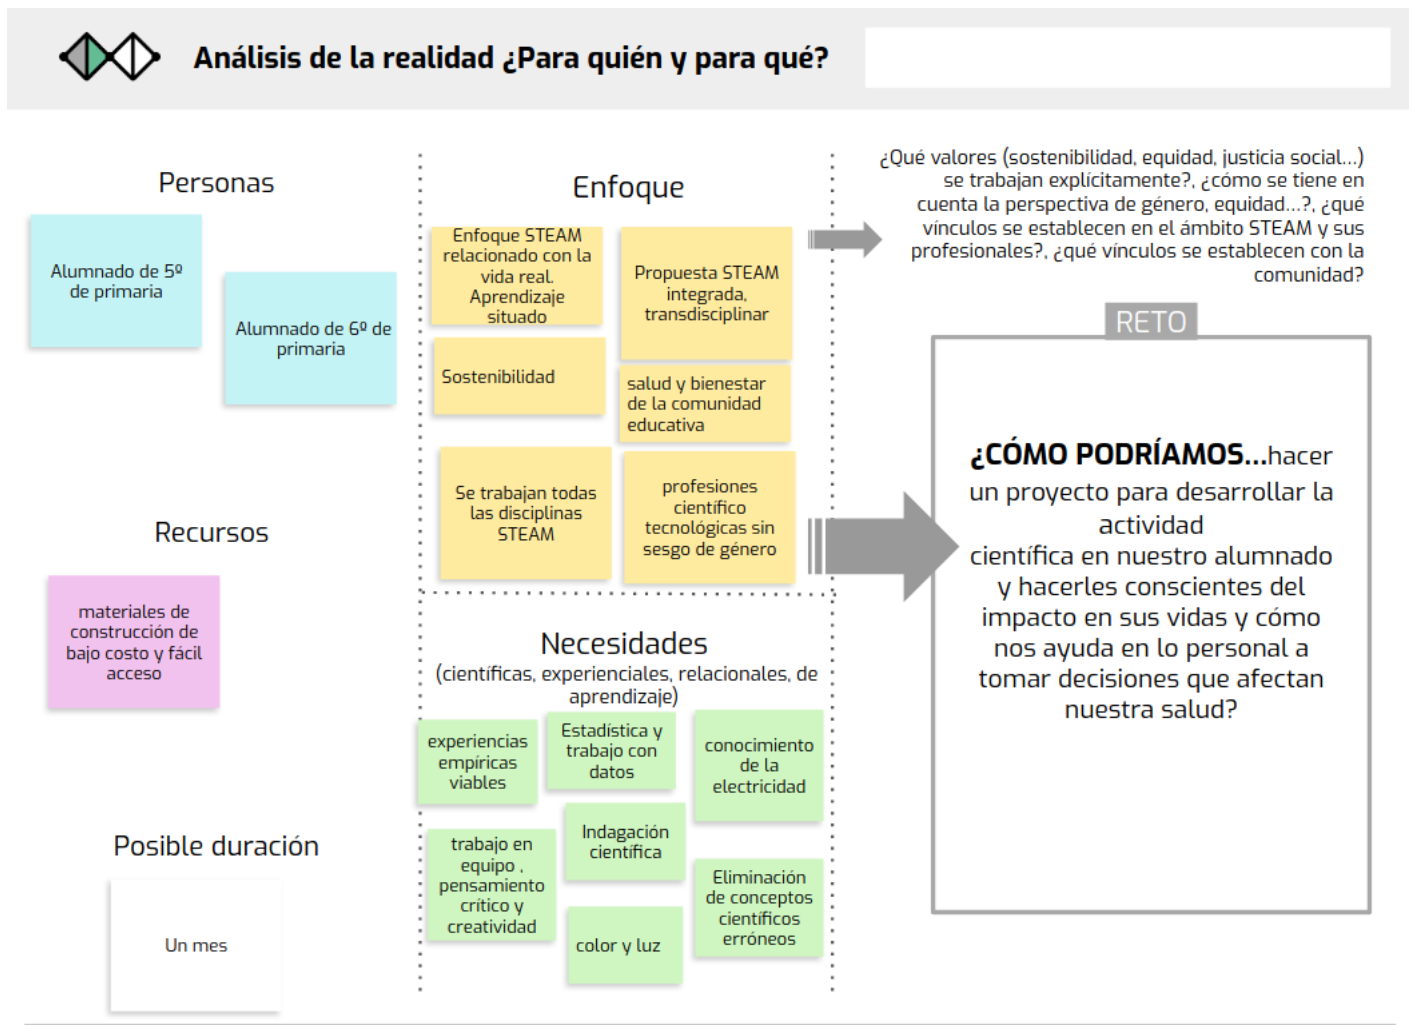 Análisis de la realidad ¿Para quién y para qué?
Personas
Alumnado de 5º
de primaria
Alumnado de 6º de
primaria
Recursos
materiales de
construcción de
bajo costo y fácil
acceso
Posible duración
Un mes
Enfoque
Enfoque STEAM
relacionado con la
vida real.
Aprendizaje
situado
Propuesta STEAM
integrada,
transdisciplinar
Sostenibilidad
salud y bienestar
de la comunidad
educativa
Se trabajan todas
las disciplinas
STEAM
profesiones
científico
tecnológicas sin
sesgo de género
Necesidades
(científicas, experienciales, relacionales, de
aprendizaje)
experiencias
empíricas
viables
Estadística y
trabajo con
datos
conocimiento
de la
electricidad
trabajo en
equipo ,
pensamiento
crítico y
creatividad
Indagación
científica
Eliminación
de conceptos
científicos
erróneos
color y luz
¿Qué valores (sostenibilidad, equidad, justicia social...)
se trabajan explícitamente?, ¿cómo se tiene en
cuenta la perspectiva de género, equidad...?, ¿qué
vínculos se establecen en el ámbito STEAM y sus
profesionales?, ¿qué vínculos se establecen con la
comunidad?
RETO
¿CÓMO PODRÍAMOS...hacer
un proyecto para desarrollar la
actividad
científica en nuestro alumnado
y hacerles conscientes del
impacto en sus vidas y cómo
nos ayuda en lo personal a
tomar decisiones que afectan
nuestra salud?